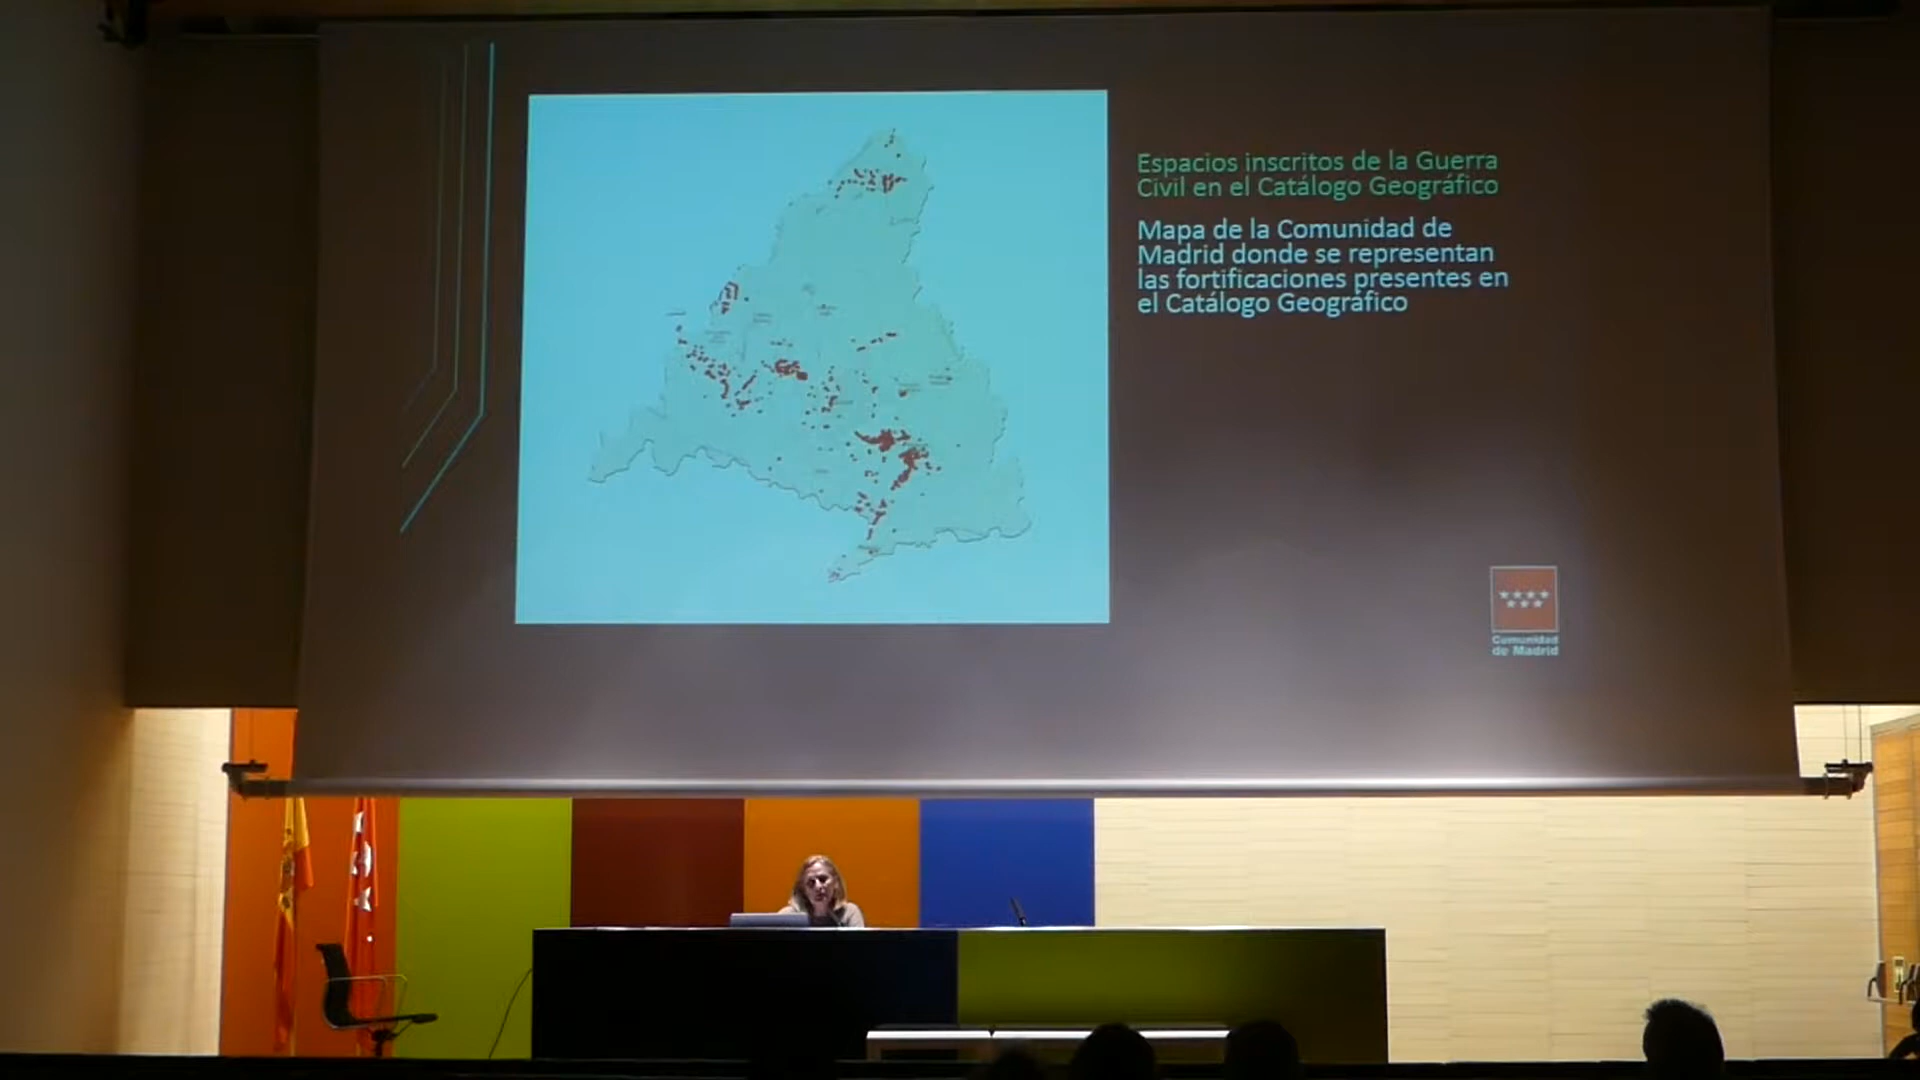 Espacios inscritos de la Guerra
Civil en el Catálogo Geográfico
Mapa de la Comunidad de
Madrid donde se representan
las fortificaciones presentes en
el Catálogo Geográfico
Comunidad
de Madrid